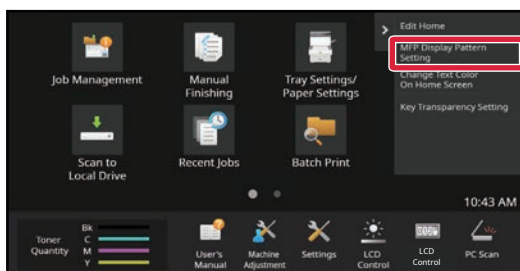 Edit Home
MFP Display Pattern
Setting
Change Text Color
On Home Screen
Key Transparency Setting
Job Management
Manual
Finishing
Tray Settings/
Paper Settings
Scan to
Local Drive
Recent Jobs
Batch Print
10:43 AM
Toner
Quantity
Bk
C
M
Y
User's
Manual
Machine
Adjustment
Settings
LCD
Control
LCD
Control
PC Scan